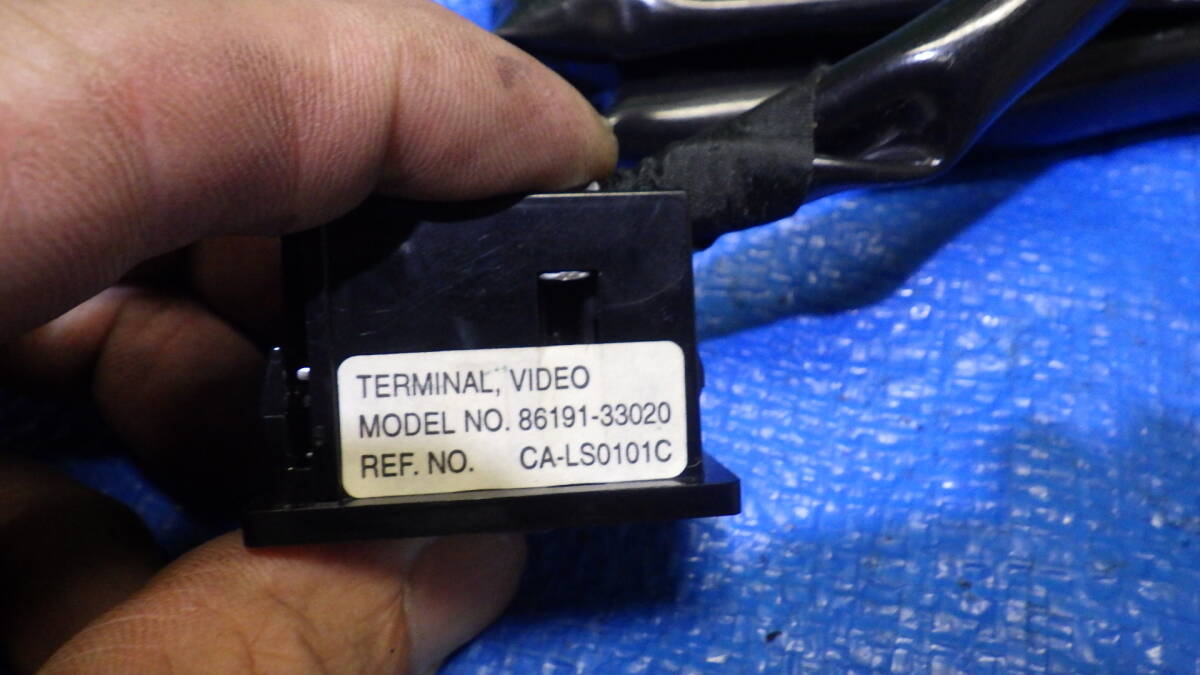 TERMINAL, VIDEO
MODEL NO. 86191-33020
REF. NO. CA-LS0101C